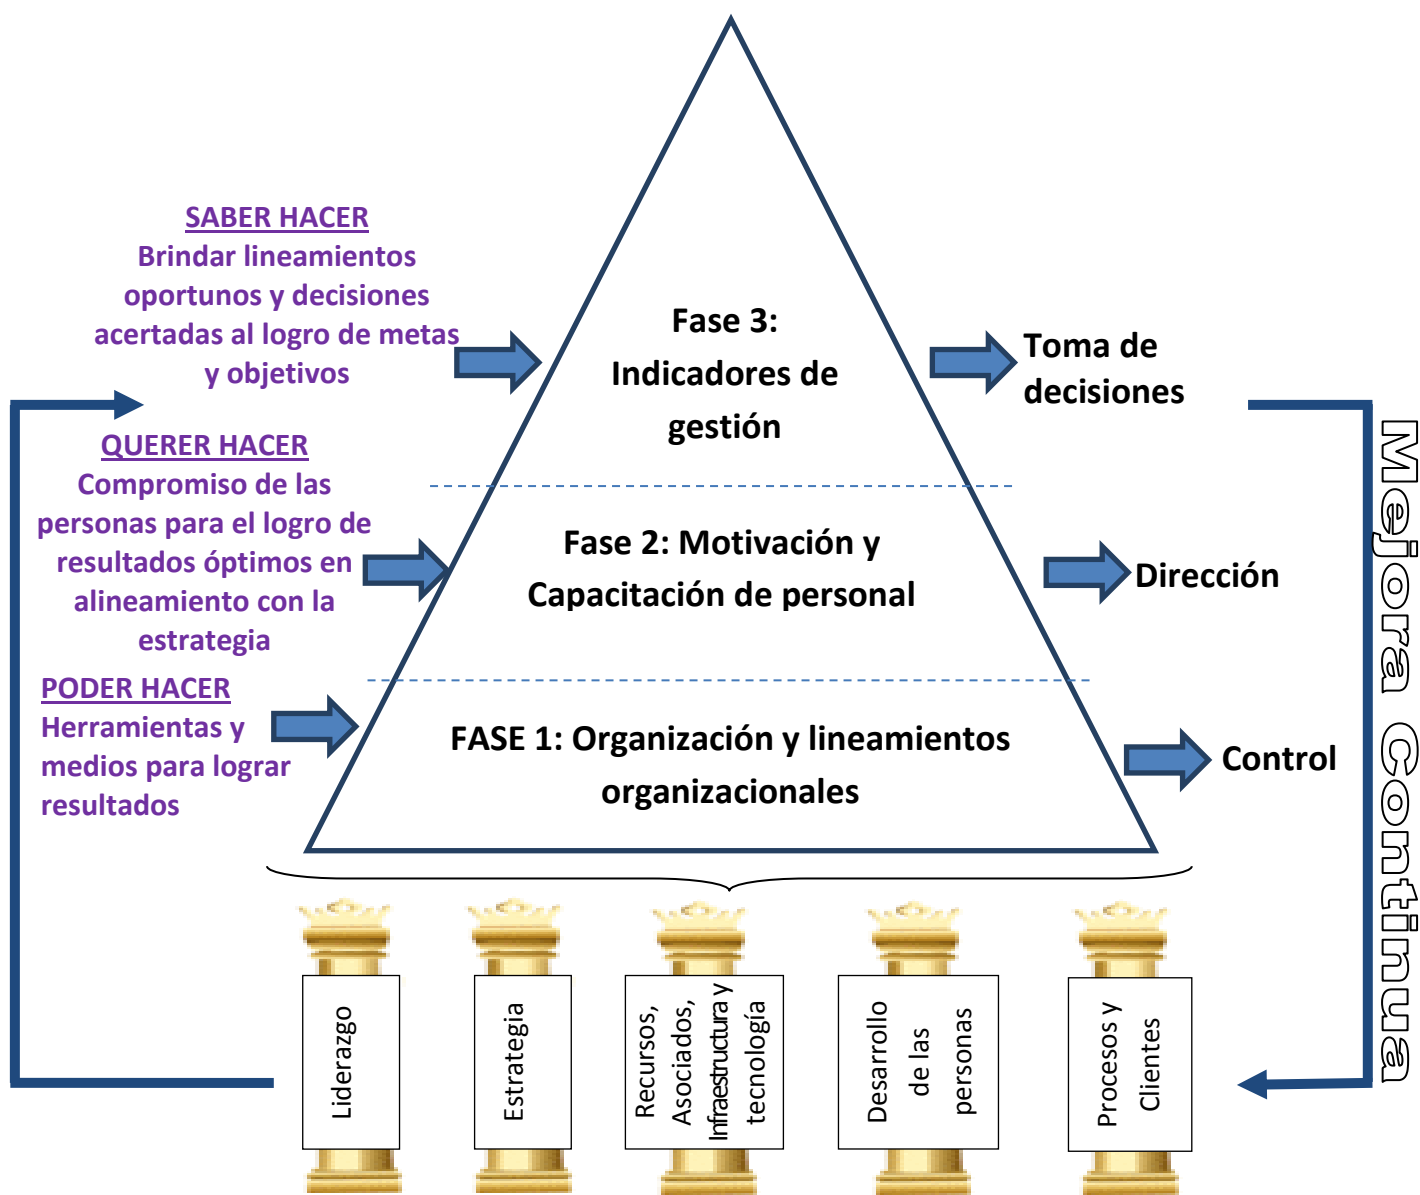 SABER HACER
Brindar lineamientos
oportunos y decisiones
acertadas al logro de metas
y objetivos
QUERER HACER
Compromiso de las
personas para el logro de
resultados óptimos en
alineamiento con la
estrategia
PODER HACER
Herramientas y
medios para lograr
resultados
Fase 3:
Indicadores de
gestión
Fase 2: Motivación y
Capacitación de personal
FASE 1: Organización y lineamientos
organizacionales
Toma de
decisiones
Dirección
Control
Mejora Continua
Liderazgo
Estrategia
Recursos,
Asociados,
Infraestructura y
tecnología
Desarrollo
de las
personas
Procesos y
Clientes